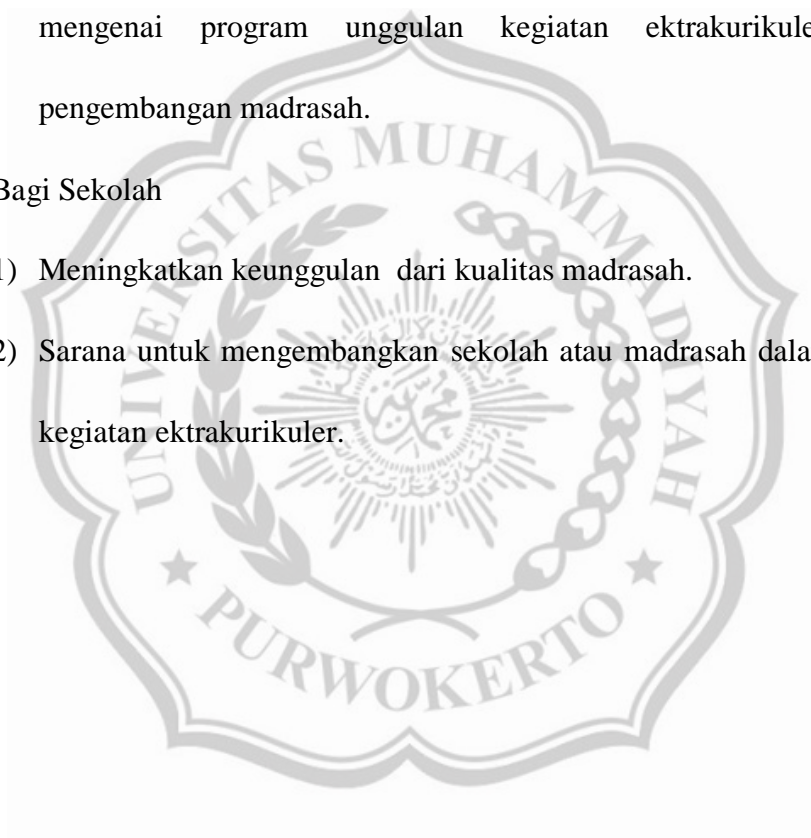 mengenai program unggulan kegiatan ektrakurikule
pengembangan madrasah.
Bagi Sekolah
1) Meningkatkan keunggulan dari kualitas madrasah.
2) Sarana untuk mengembangkan sekolah atau madrasah dala
kegiatan ektrakurikuler.
UNIVERSITAS MUHAMMADIYAH
PURWOKERTO